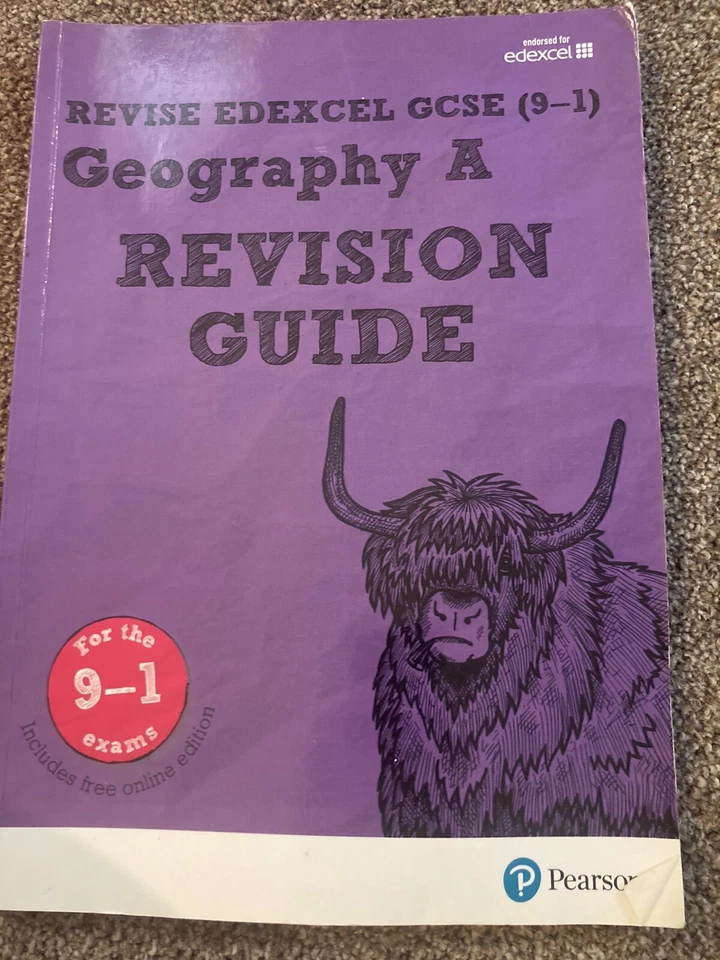 endorsed for
edexcel
REVISE EDEXCEL GCSE (9–1)
Geography A
REVISION
GUIDE
For the
9–1
exams
Includes free online edition
P
Pearson